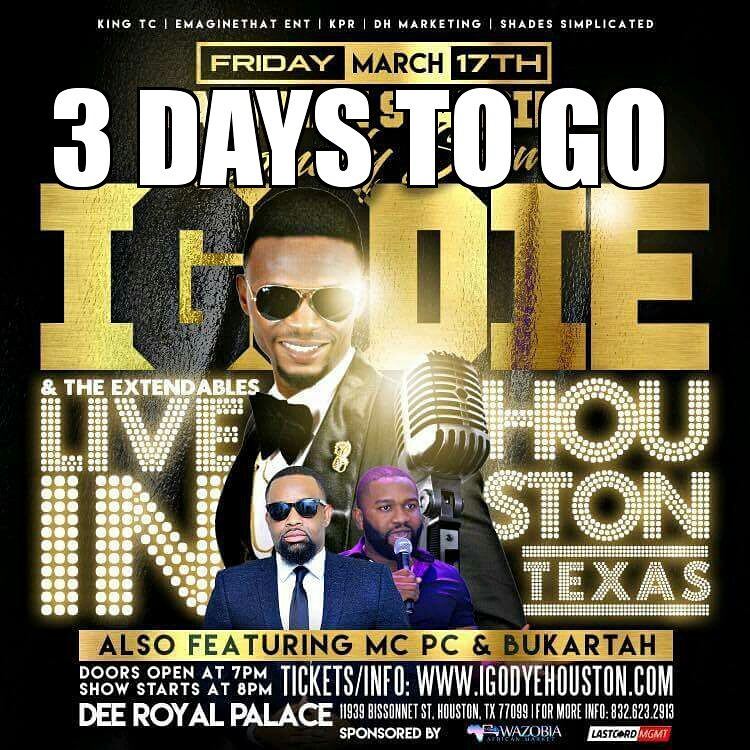 KING TC | EMAGINETHAT ENT | KPR | DH MARKETING | SHADES SIMPLICATED
FRIDAY MARCH 17TH
3 DAYS TO GO
IGODIE
& THE EXTENDABLES
LIVE IN
HOUSTON
TEXAS
ALSO FEATURING MC PC & BUKARTAH
DOORS OPEN AT 7PM
SHOW STARTS AT 8PM
TICKETS/INFO: WWW.IGODYEHOUSTON.COM
DEE ROYAL PALACE 11939 BISSONNET ST, HOUSTON, TX 77099 | FOR MORE INFO: 832.623.2913
SPONSORED BY WAZOBIA AFRICAN MARKET LASTCARD MGMT